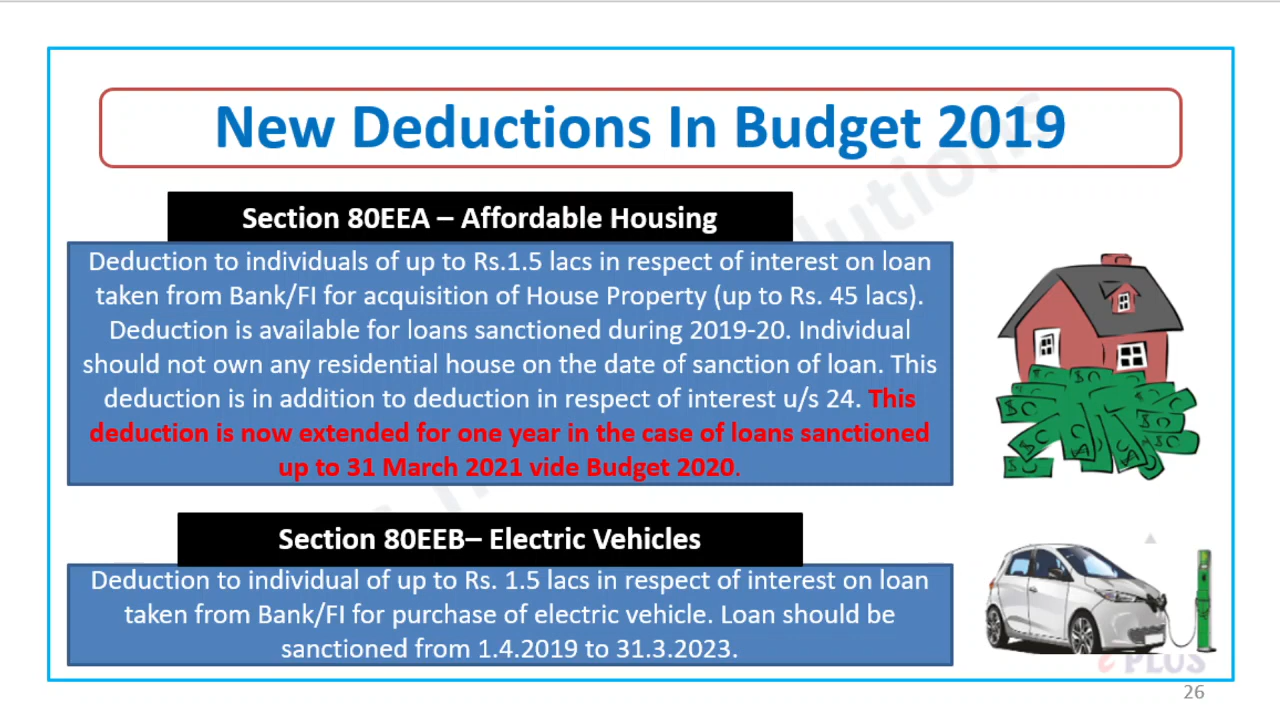 New Deductions In Budget 2019
Section 80EEA – Affordable Housing
Deduction to individuals of up to Rs.1.5 lacs in respect of interest on loan
taken from Bank/FI for acquisition of House Property (up to Rs. 45 lacs).
Deduction is available for loans sanctioned during 2019-20. Individual
should not own any residential house on the date of sanction of loan. This
deduction is in addition to deduction in respect of interest u/s 24. This
deduction is now extended for one year in the case of loans sanctioned
up to 31 March 2021 vide Budget 2020.
Section 80EEB– Electric Vehicles
Deduction to individual of up to Rs. 1.5 lacs in respect of interest on loan
taken from Bank/FI for purchase of electric vehicle. Loan should be
sanctioned from 1.4.2019 to 31.3.2023.
e PLUS
26